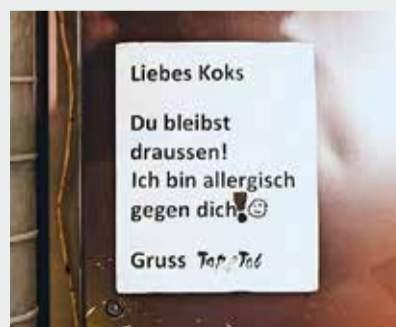 Liebes Koks
Du bleibst
draussen!
Ich bin allergisch
gegen dich!☺
Gruss